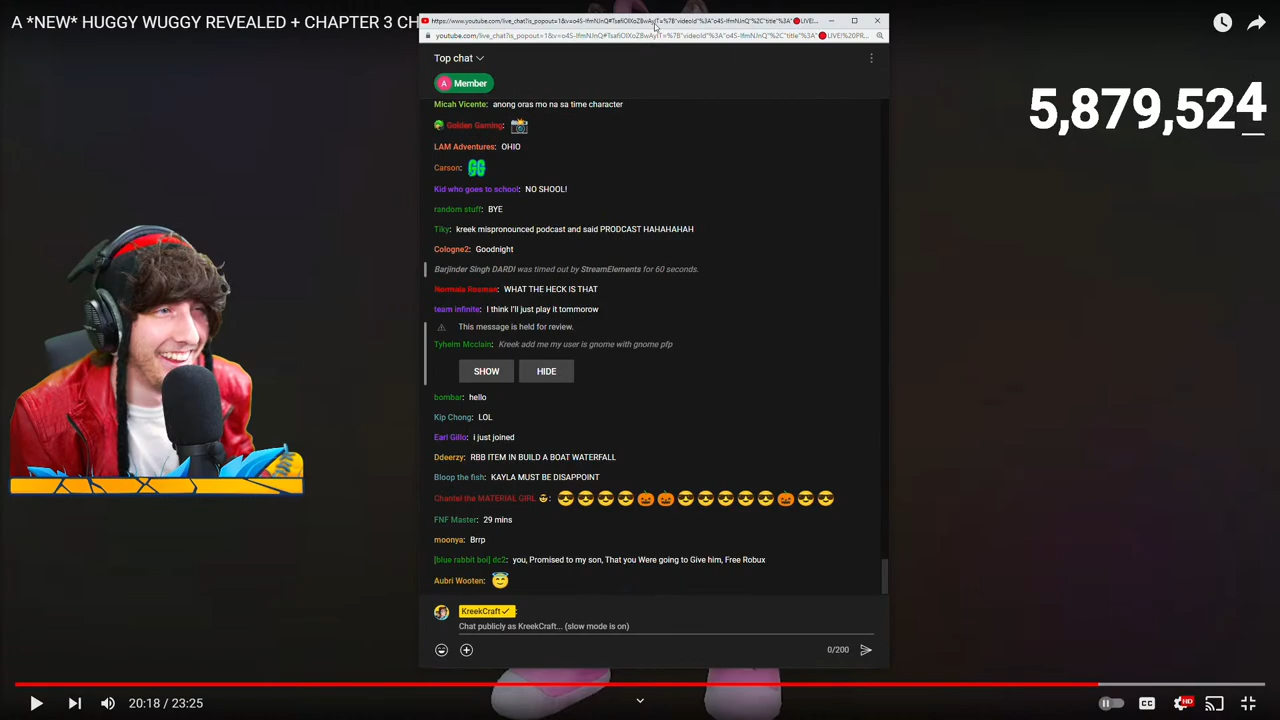 A *NEW* HUGGY WUGGY REVEALED + CHAPTER 3 CH
5,879,524
Top chat
A Member
Micah Vicente: anong oras mo na sa time character
Golden Gaming:
LAM Adventures: OHIO
Carson: GG
Kid who goes to school: NO SHOOL!
random stuff: BYE
Tiky: kreek mispronounced podcast and said PRODCAST HAHAHAHAH
Cologne2: Goodnight
Barjinder Singh DARDI was timed out by StreamElements for 60 seconds.
Normala Rosman: WHAT THE HECK IS THAT
team infinite: I think I'll just play it tommorow
This message is held for review.
Tyheim Mcclain: Kreek add me my user is gnome with gnome pfp
SHOW HIDE
bombar: hello
Kip Chong: LOL
Earl Gilio: i just joined
Ddeerzy: RBB ITEM IN BUILD A BOAT WATERFALL
Bloop the fish: KAYLA MUST BE DISAPPOINT
Chantel the MATERIAL GIRL 😎: 😎😎😎😎🎃🎃😎😎😎😎😎🎃😎😎
FNF Master: 29 mins
moonya: Brrp
[blue rabbit boi] dc2: you, Promised to my son, That you Were going to Give him, Free Robux
Aubri Wooten: 😇
KreekCraft
Chat publicly as KreekCraft... (slow mode is on)
0/200
20:18 / 23:25
CC
HD